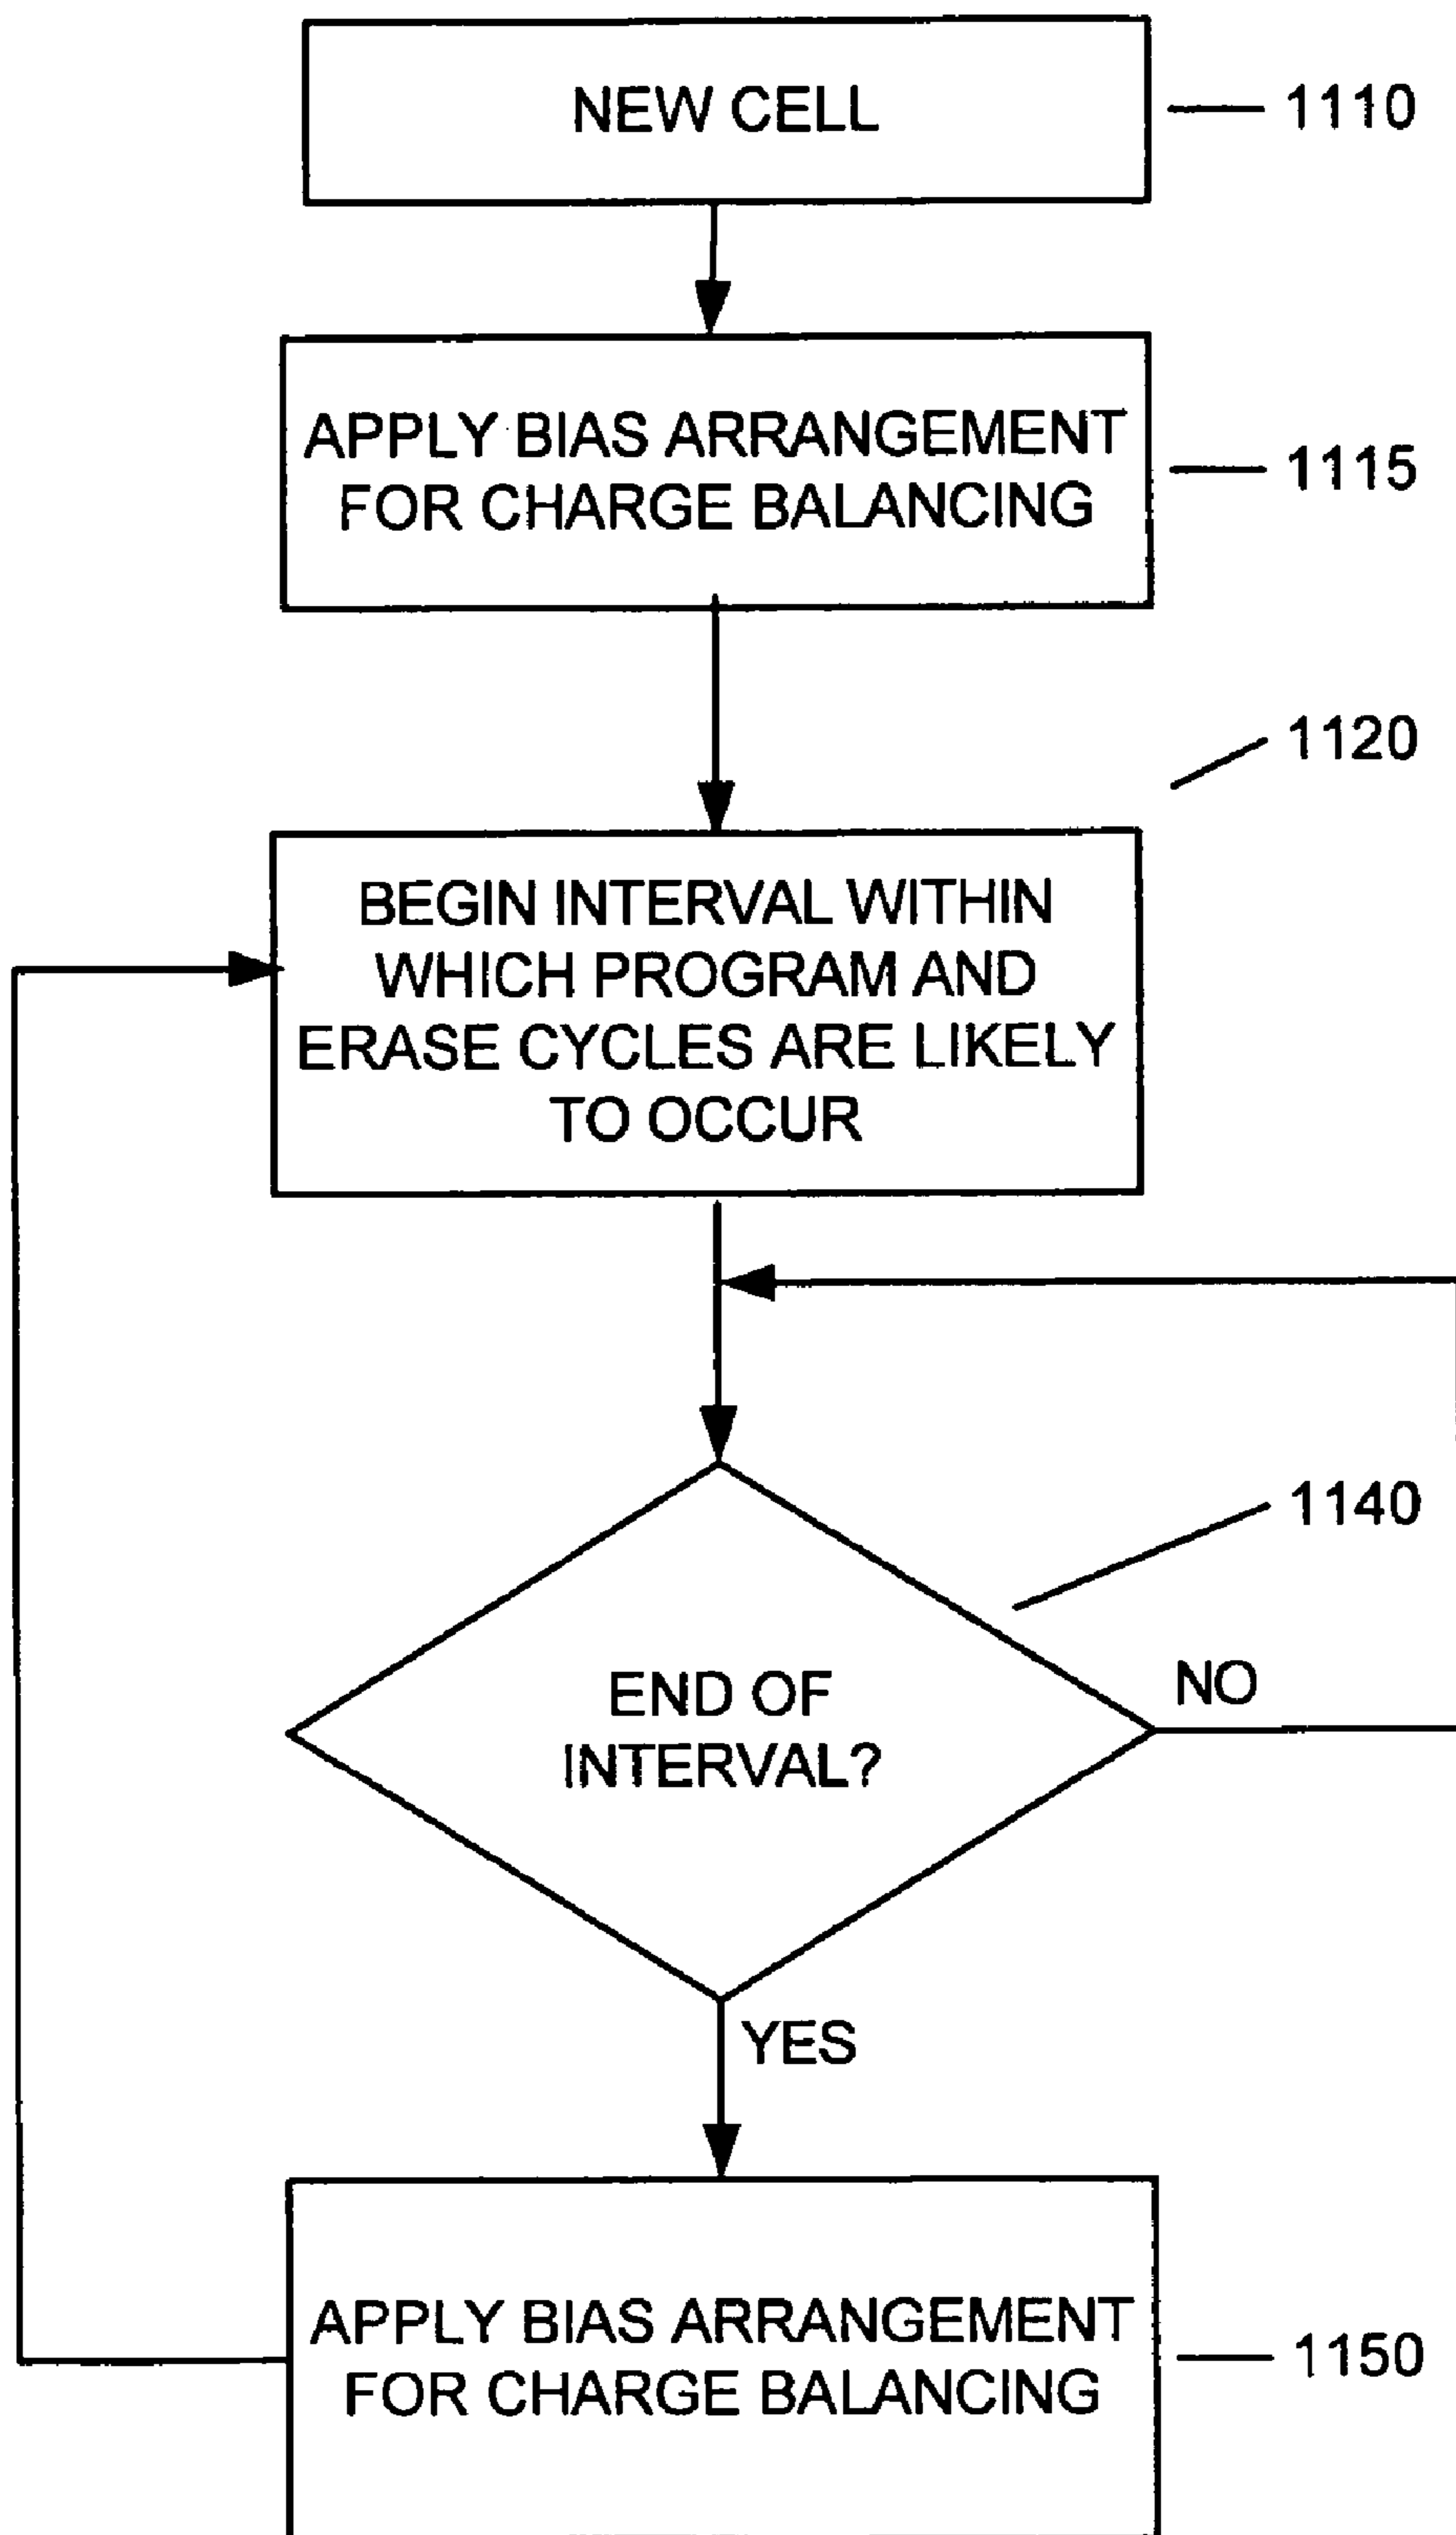 NEW CELL
1110
APPLY BIAS ARRANGEMENT
FOR CHARGE BALANCING
1115
1120
BEGIN INTERVAL WITHIN
WHICH PROGRAM AND
ERASE CYCLES ARE LIKELY
TO OCCUR
1140
END OF
INTERVAL?
NO
YES
APPLY BIAS ARRANGEMENT
FOR CHARGE BALANCING
1150